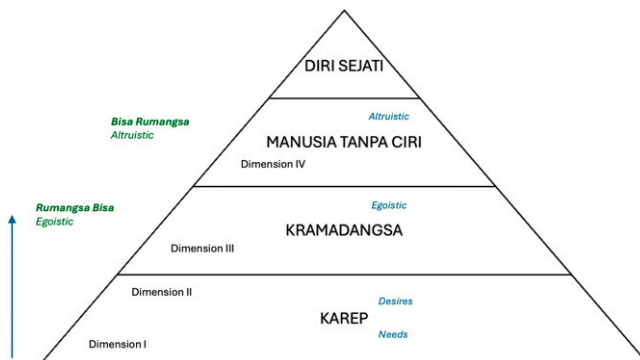 DIRI SEJATI
Bisa Rumangsa
Altruistic
Altruistic
MANUSIA TANPA CIRI
Dimension IV
Rumangsa Bisa
Egoistic
Egoistic
KRAMADANGSA
Dimension III
Dimension II
Desires
KAREP
Needs
Dimension I